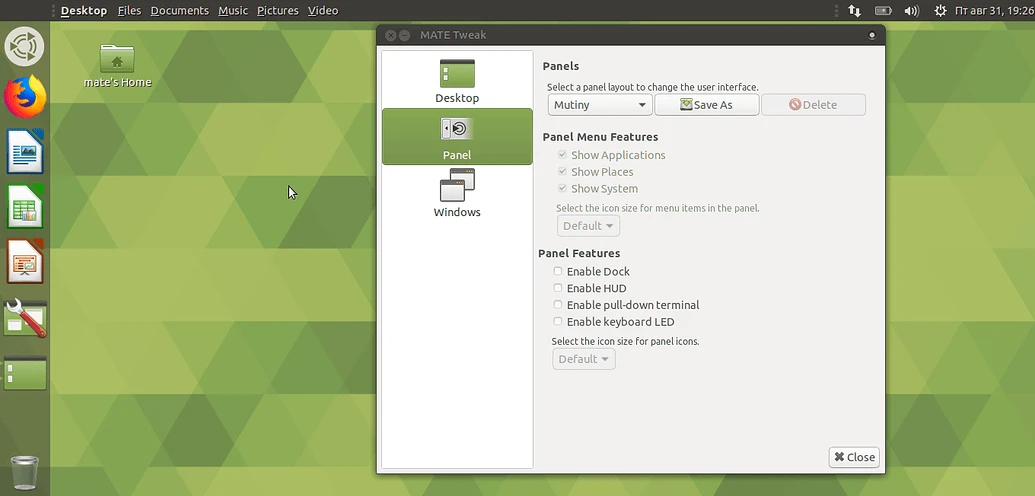 Desktop Files Documents Music Pictures Video Пт авг 31, 19:26
mate's Home
MATE Tweak
Desktop
Panel
Windows
Panels
Select a panel layout to change the user interface.
Mutiny Save As Delete
Panel Menu Features
Show Applications
Show Places
Show System
Select the icon size for menu items in the panel.
Default
Panel Features
Enable Dock
Enable HUD
Enable pull-down terminal
Enable keyboard LED
Select the icon size for panel icons.
Default
Close